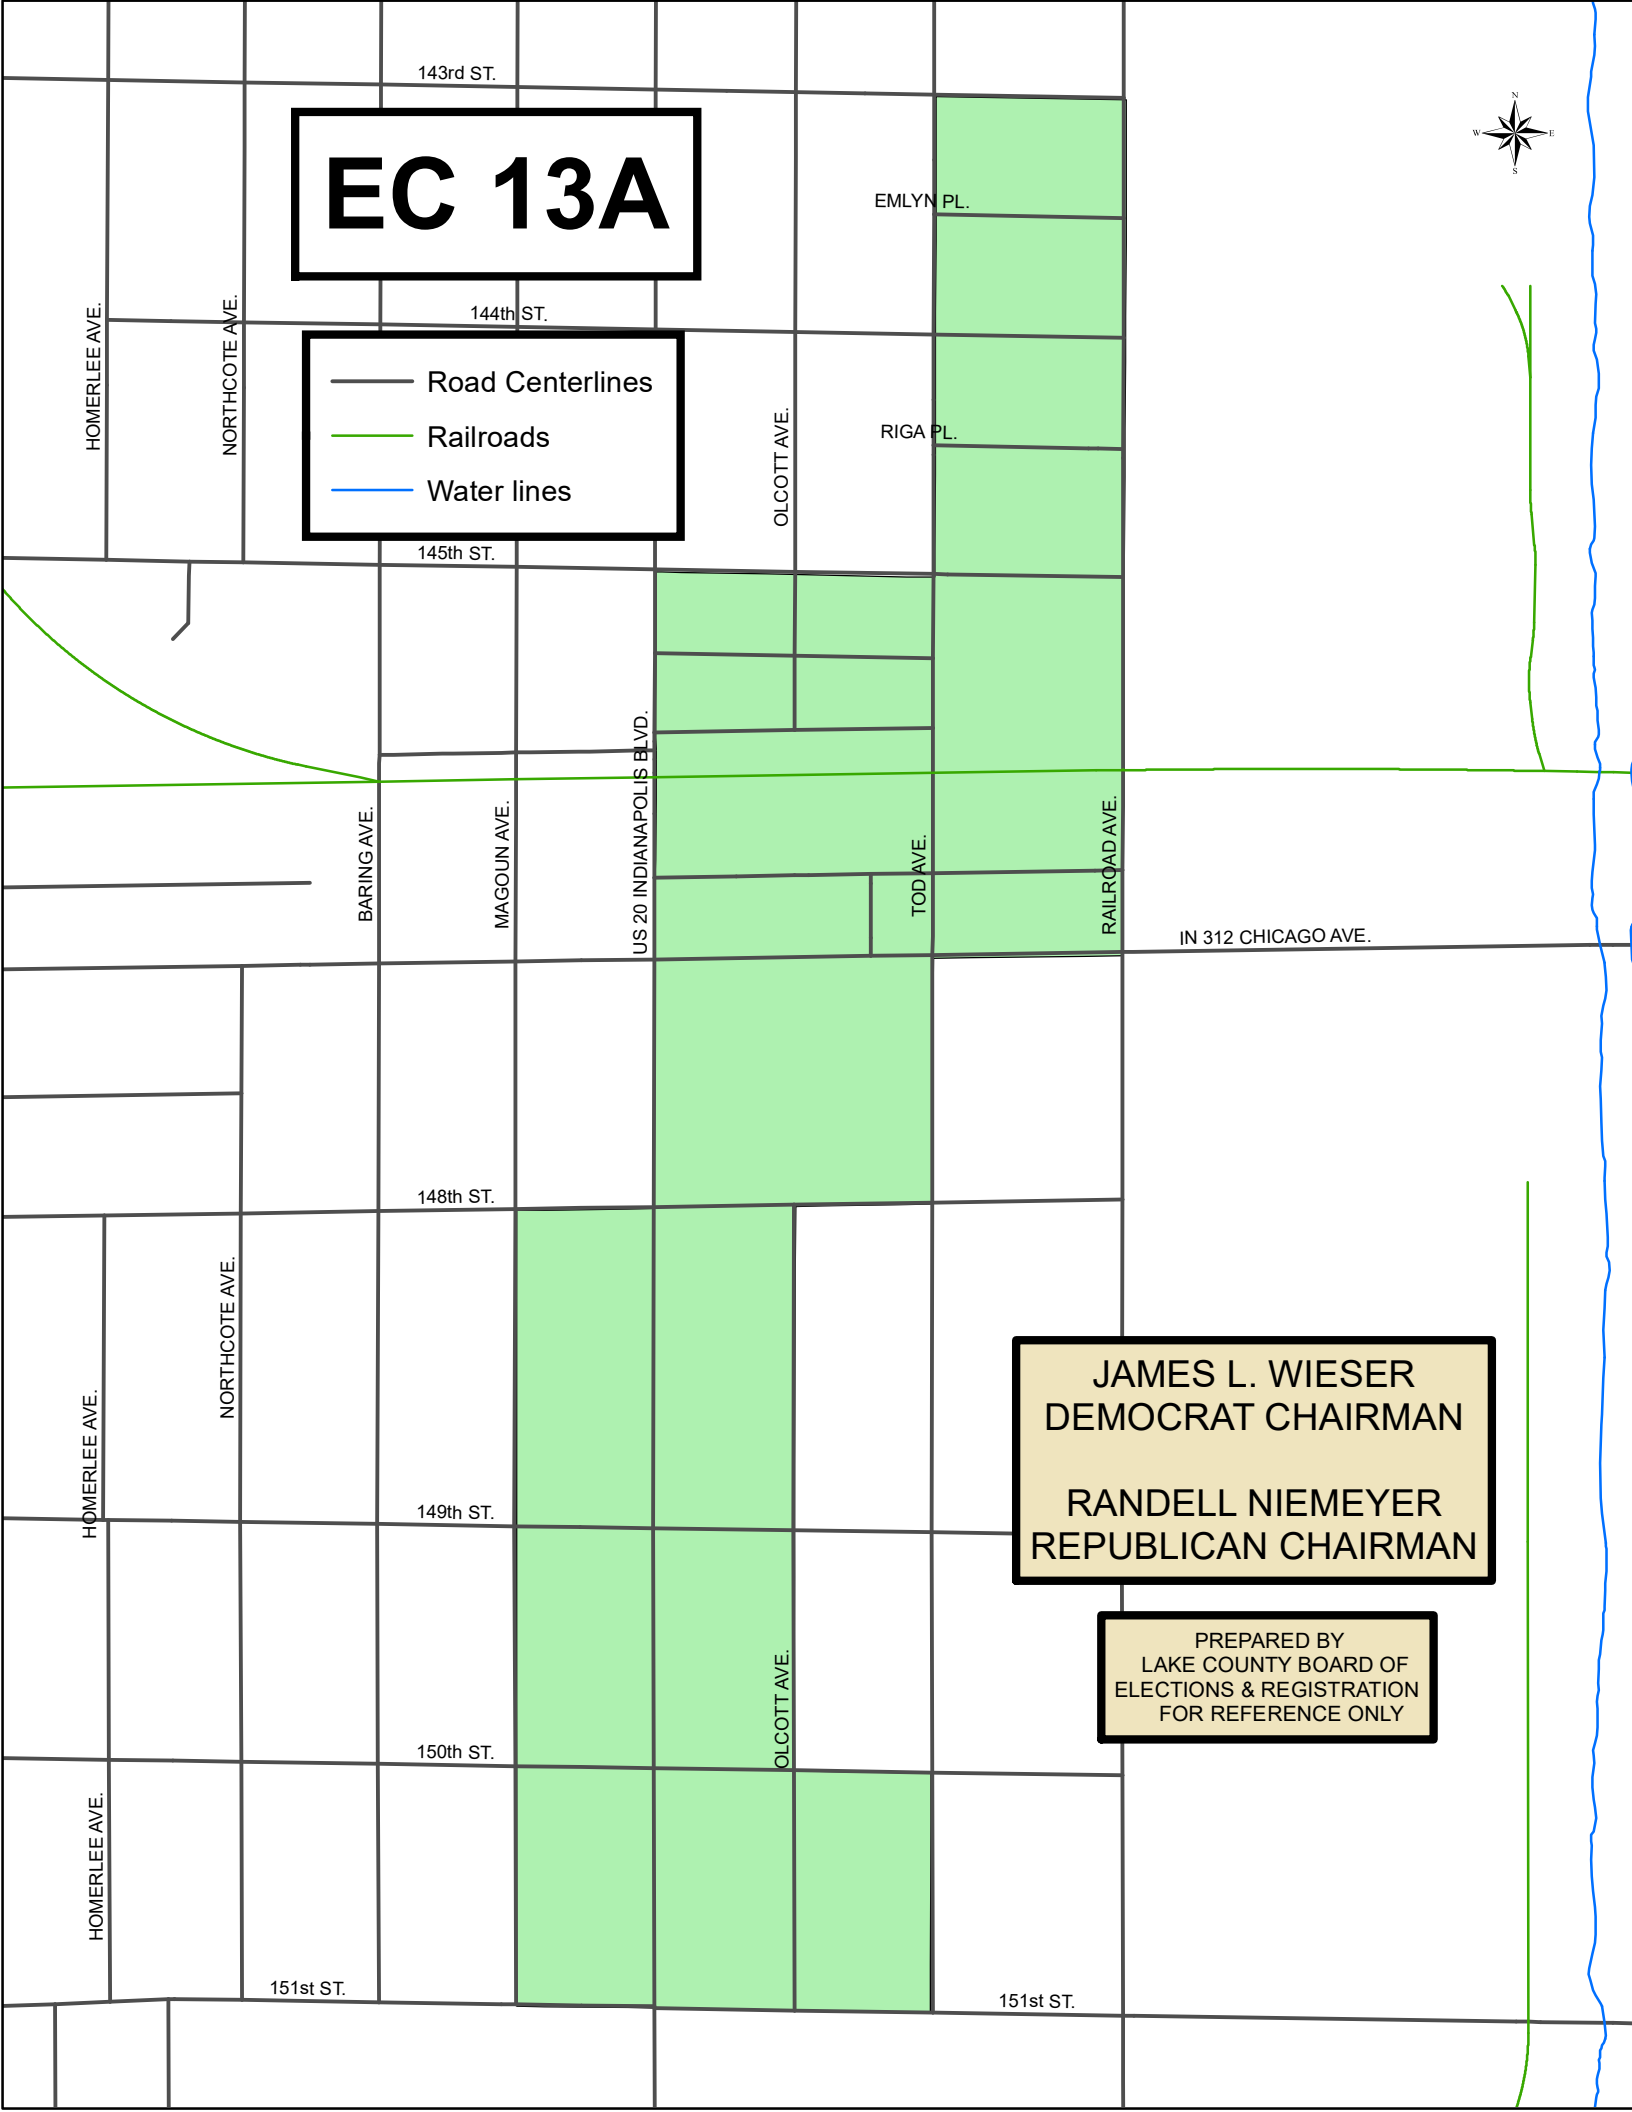 143rd ST.
N
W
E
S
EC 13A
EMLYN PL.
144th ST.
HOMERLEE AVE.
NORTHCOTE AVE.
Road Centerlines
Railroads
Water lines
OLCOTT AVE.
RIGA PL.
145th ST.
BARING AVE.
MAGOUN AVE.
US 20 INDIANAPOLIS BLVD.
TOD AVE.
RAILROAD AVE.
IN 312 CHICAGO AVE.
148th ST.
NORTHCOTE AVE.
HOMERLEE AVE.
JAMES L. WIESER
DEMOCRAT CHAIRMAN
RANDELL NIEMEYER
REPUBLICAN CHAIRMAN
149th ST.
PREPARED BY
LAKE COUNTY BOARD OF
ELECTIONS & REGISTRATION
FOR REFERENCE ONLY
OLCOTT AVE.
150th ST.
HOMERLEE AVE.
151st ST.
151st ST.